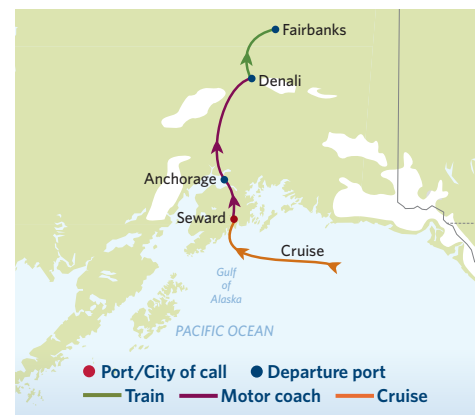 Fairbanks
Denali
Anchorage
Seward
Cruise
Gulf
of
Alaska
PACIFIC OCEAN
Port/City of call Departure port
Train Motor coach Cruise